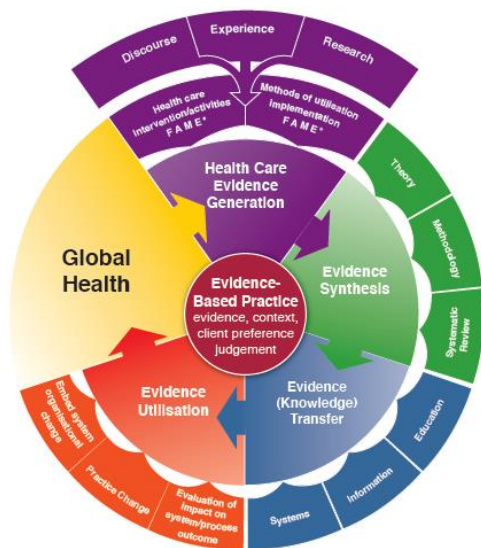 Discourse
Experience
Research
Health care
intervention/activities
F A M E*
Methods of utilisation
Implementation
F A M E*
Health Care
Evidence
Generation
Theory
Methodology
Systematic
Review
Global
Health
Evidence
Synthesis
Evidence-
Based Practice
evidence, context,
client preference
judgement
Evidence
Utilisation
Evidence
(Knowledge)
Transfer
Education
Information
Systems
Embed system
organisational
change
Practice Change
Evaluation of
impact on
system/process
outcome